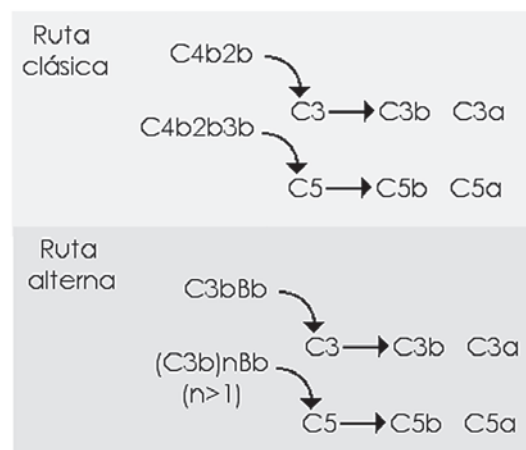 Ruta
clásica
C4b2b
C3 C3b C3a
C4b2b3b
C5 C5b C5a
Ruta
alterna
C3bBb
C3 C3b C3a
(C3b)nBb
(n>1)
C5 C5b C5a